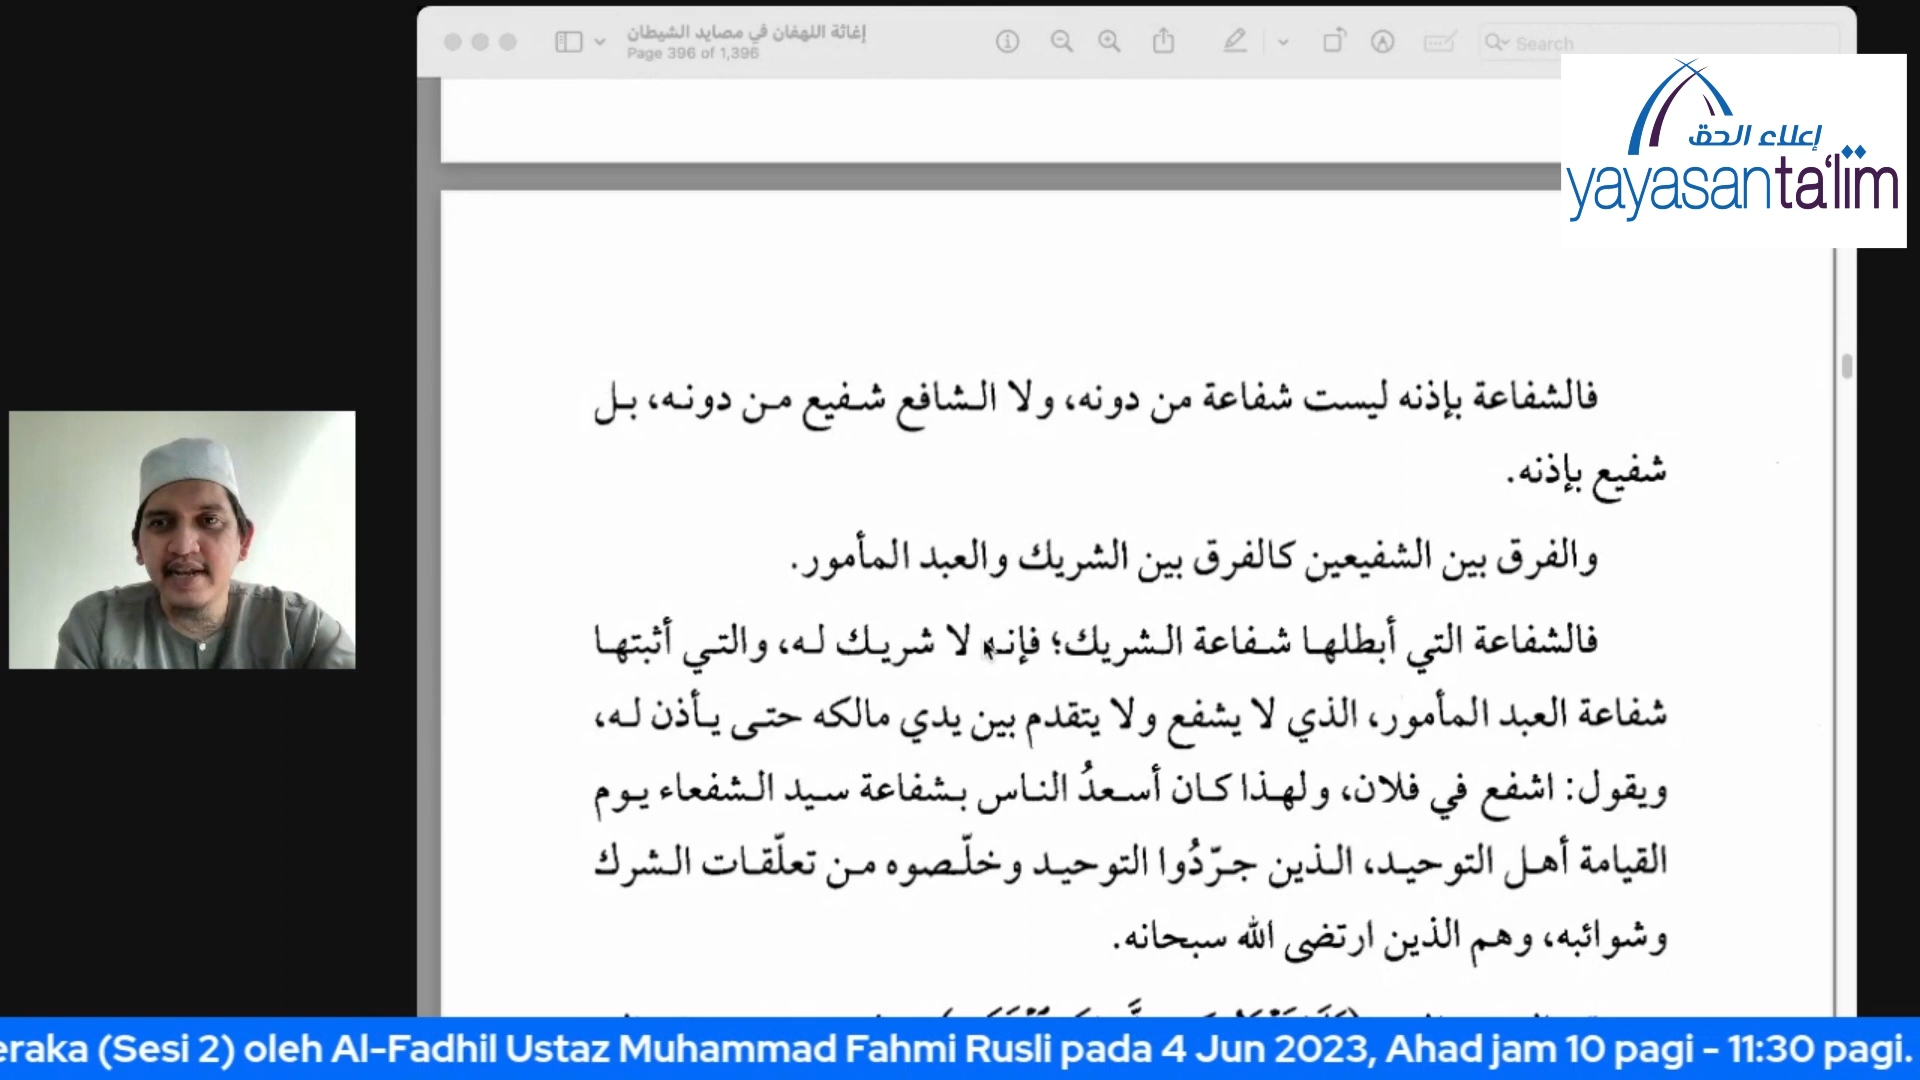 إغاثة اللهفان في مصايد الشيطان
Page 396 of 1,396
Search
إعلاء الحق
yayasanta'lim
فالشفاعة بإذنه ليست شفاعة من دونه، ولا الشافع شفيع من دونه، بل
شفيع بإذنه.
والفرق بين الشفيعين كالفرق بين الشريك والعبد المأمور.
فالشفاعة التي أبطلها شفاعة الشريك؛ فإنه لا شريك له، والتي أثبتها
شفاعة العبد المأمور، الذي لا يشفع ولا يتقدم بين يدي مالكه حتى يأذن له،
ويقول: اشفع في فلان، ولهذا كان أسعدُ الناس بشفاعة سيد الشفعاء يوم
القيامة أهل التوحيد، الذين جرّدُوا التوحيد وخلّصوه من تعلّقات الشرك
وشوائبه، وهم الذين ارتضى الله سبحانه.
eraka (Sesi 2) oleh Al-Fadhil Ustaz Muhammad Fahmi Rusli pada 4 Jun 2023, Ahad jam 10 pagi - 11:30 pagi.